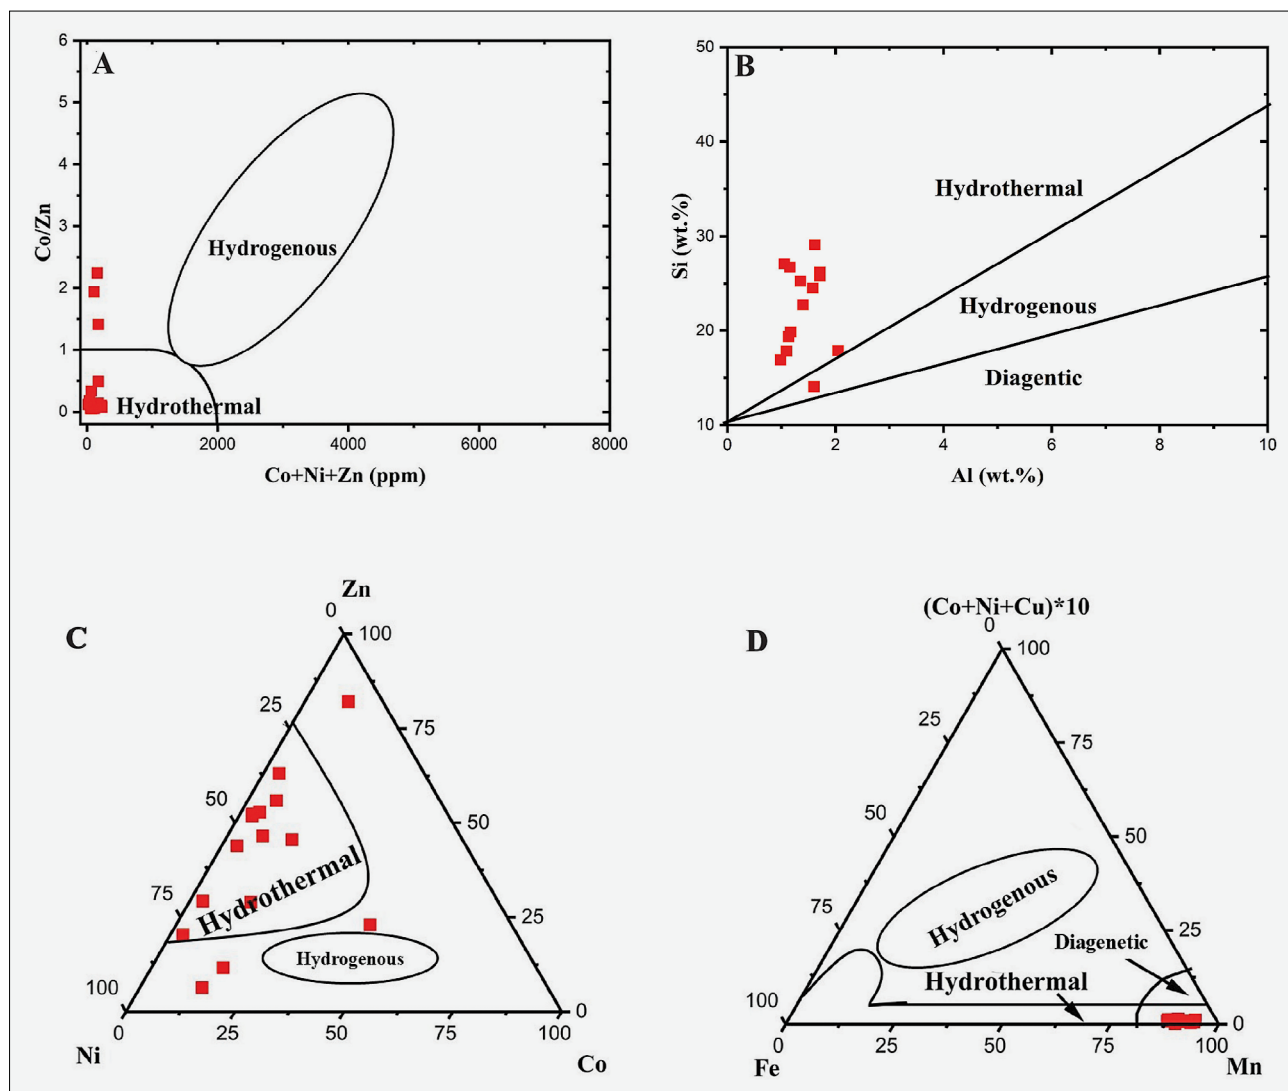 A
6
5
4
3
2
1
0
Co/Zn
Hydrogenous
Hydrothermal
0 2000 4000 6000 8000
Co+Ni+Zn (ppm)
B
50
40
30
20
10
Si (wt.%)
Hydrothermal
Hydrogenous
Diagentic
0 2 4 6 8 10
Al (wt.%)
C
Zn
0
100
25
75
50
50
75
25
100
0
Hydrothermal
Hydrogenous
0 25 50 75 100
Ni
Co
D
(Co+Ni+Cu)*10
0
100
25
75
50
50
75
25
100
0
Hydrogenous
Diagenetic
Hydrothermal
0 25 50 75 100
Fe
Mn